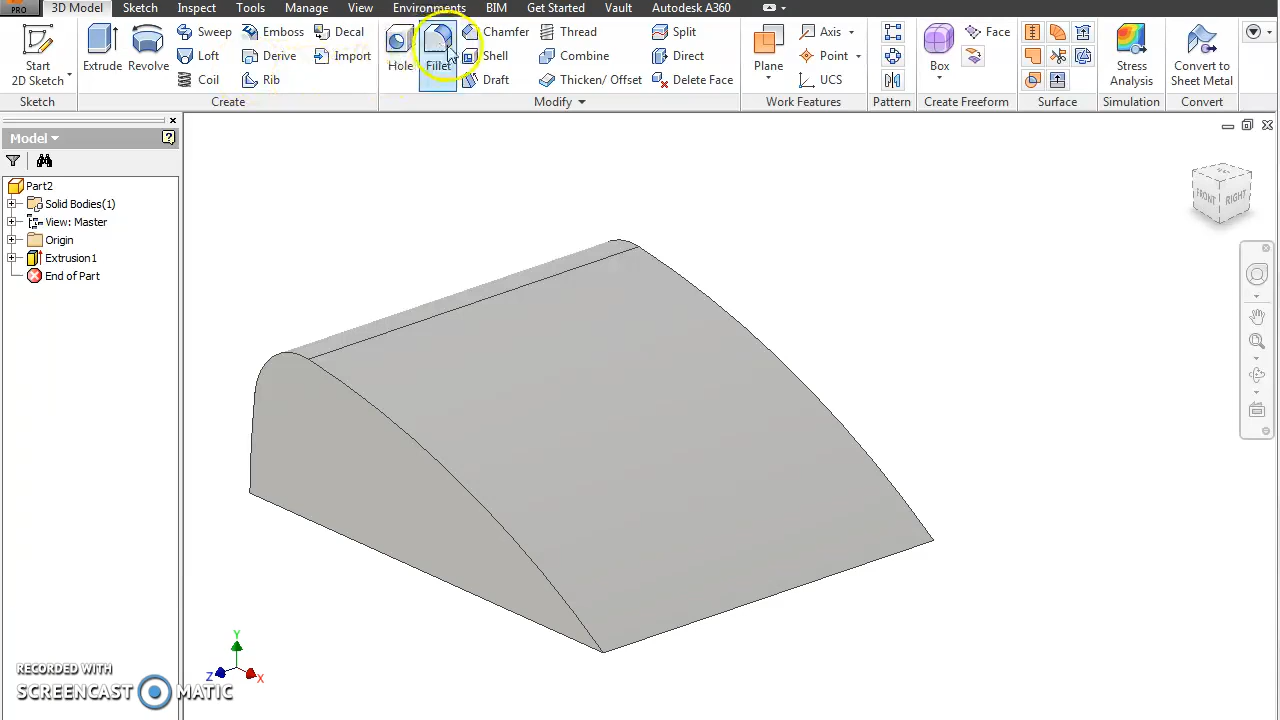 PRO
3D Model Sketch Inspect Tools Manage View Environments BIM Get Started Vault Autodesk A360
Start
2D Sketch
Sketch
Extrude
Revolve
Sweep
Loft
Coil
Emboss
Derive
Rib
Decal
Import
Create
Hole
Fillet
Chamfer
Shell
Draft
Thread
Combine
Thicken/ Offset
Split
Direct
Delete Face
Modify
Plane
Axis
Point
UCS
Work Features
Pattern
Box
Face
Create Freeform
Surface
Stress
Analysis
Simulation
Convert to
Sheet Metal
Convert
Model
Part2
Solid Bodies(1)
View: Master
Origin
Extrusion1
End of Part
FRONT
RIGHT
Y
Z
X
RECORDED WITH
SCREENCAST MATIC